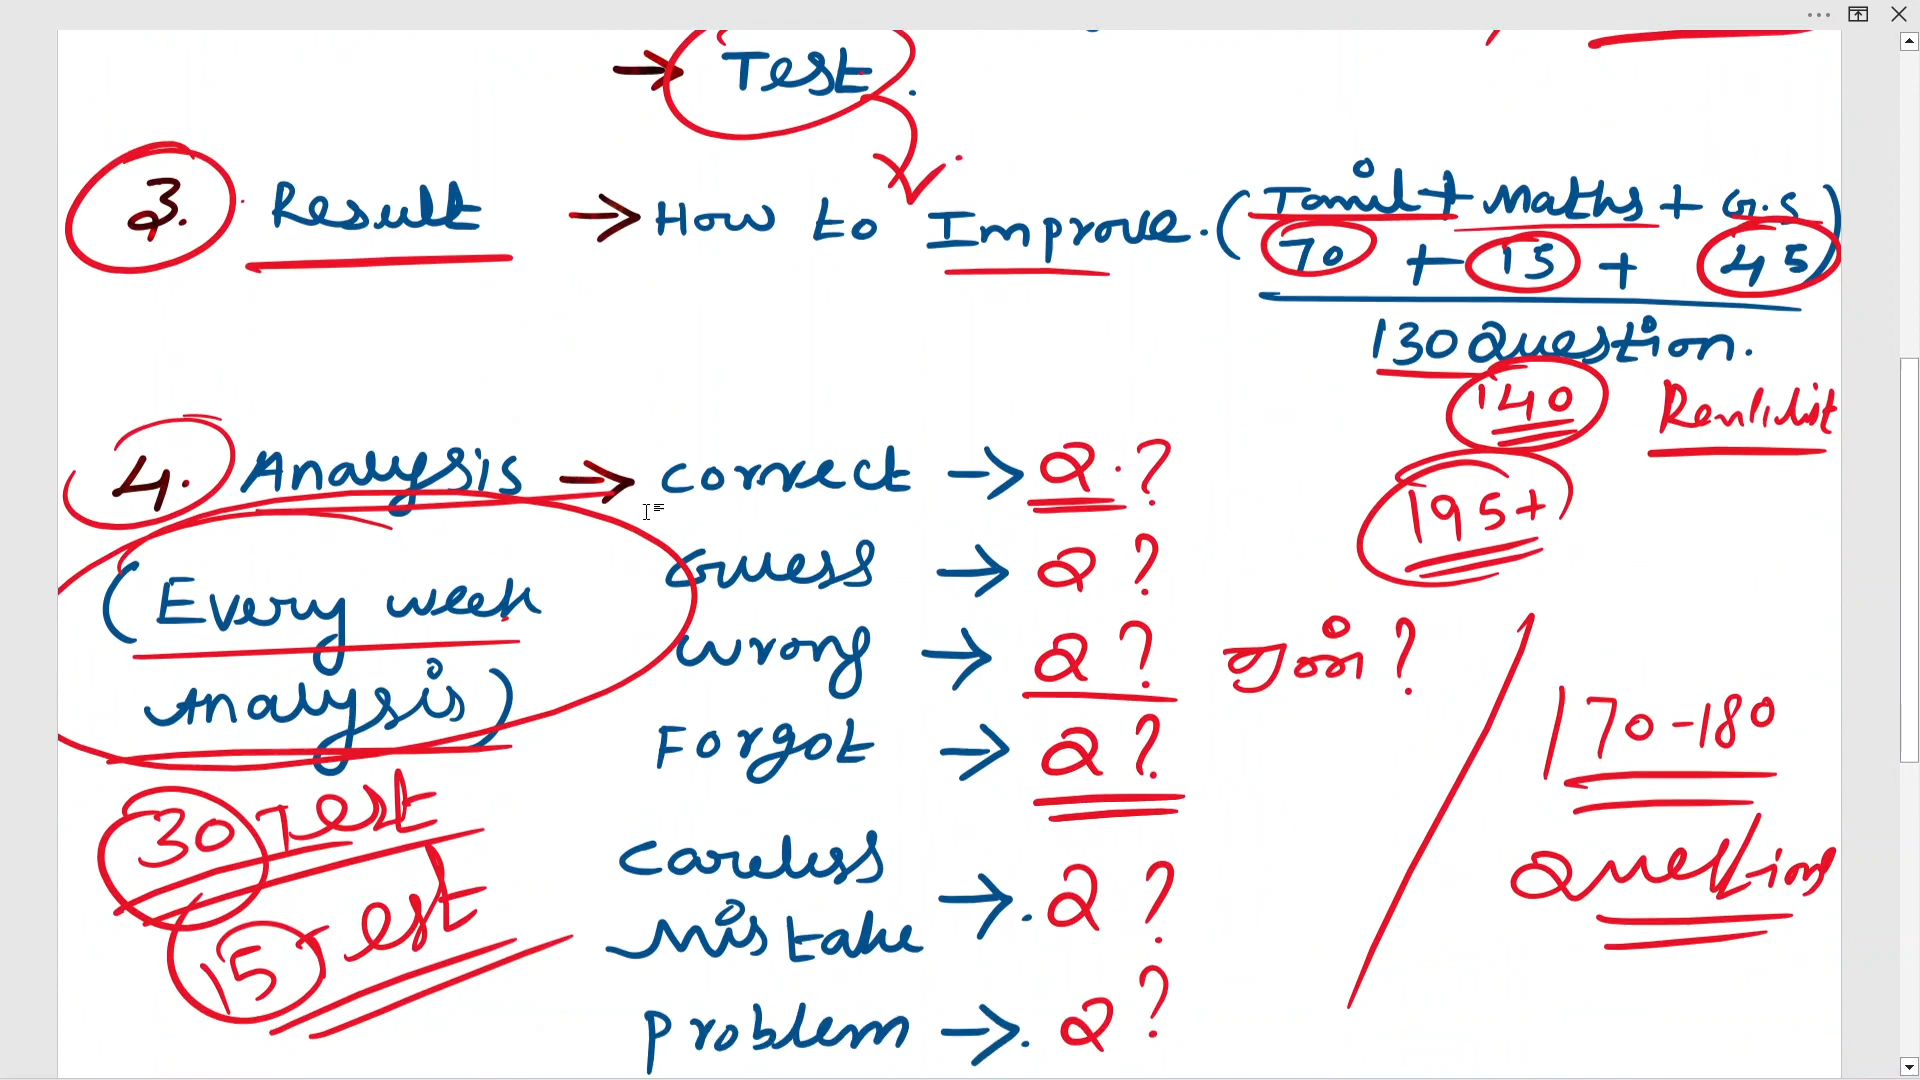 → Test.
3. Result → How to Improve. (Tamil + Maths + G.S
70 + 15 + 45)
130 Question.
140
195+
4. Analysis → correct → Q.?
(Every week Analysis)
Guess → Q ?
wrong → Q ? ஏன் ?
Forgot → Q ?
careless mistake →. Q ?
problem →. Q ?
30 Test
15 Test
170-180
Question